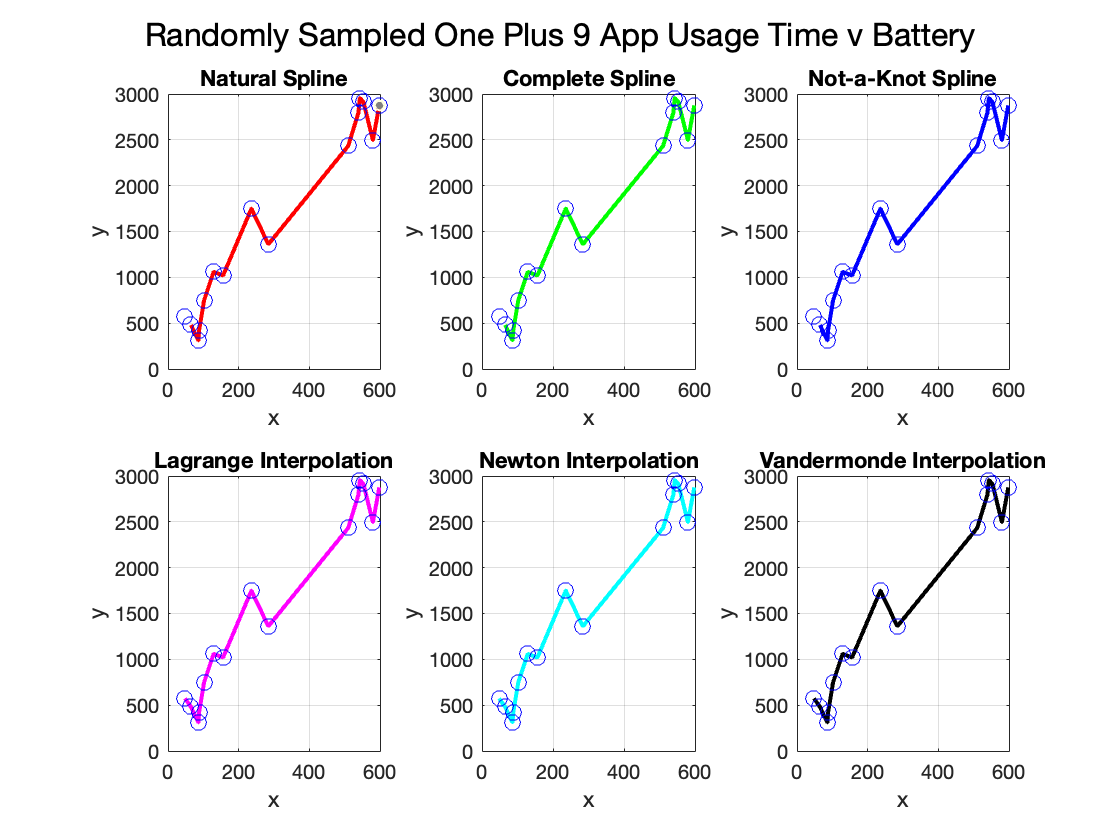 Randomly Sampled One Plus 9 App Usage Time v Battery
Natural Spline
3000
2500
2000
1500
1000
500
0
y
0 200 400 600
x
Complete Spline
3000
2500
2000
1500
1000
500
0
y
0 200 400 600
x
Not-a-Knot Spline
3000
2500
2000
1500
1000
500
0
y
0 200 400 600
x
Lagrange Interpolation
3000
2500
2000
1500
1000
500
0
y
0 200 400 600
x
Newton Interpolation
3000
2500
2000
1500
1000
500
0
y
0 200 400 600
x
Vandermonde Interpolation
3000
2500
2000
1500
1000
500
0
y
0 200 400 600
x